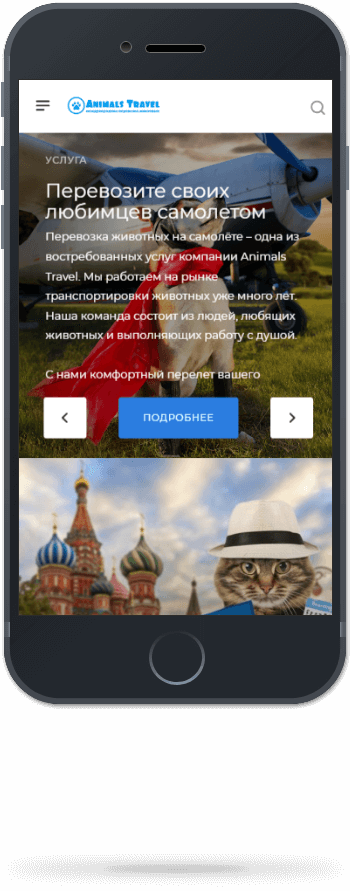 Animals Travel
УСЛУГА
Перевозите своих
любимцев самолетом
Перевозка животных на самолёте – одна из
востребованных услуг компании Animals
Travel. Мы работаем на рынке
транспортировки животных уже много лет.
Наша команда состоит из людей, любящих
животных и выполняющих работу с душой.
С нами комфортный перелет вашего
ПОДРОБНЕЕ